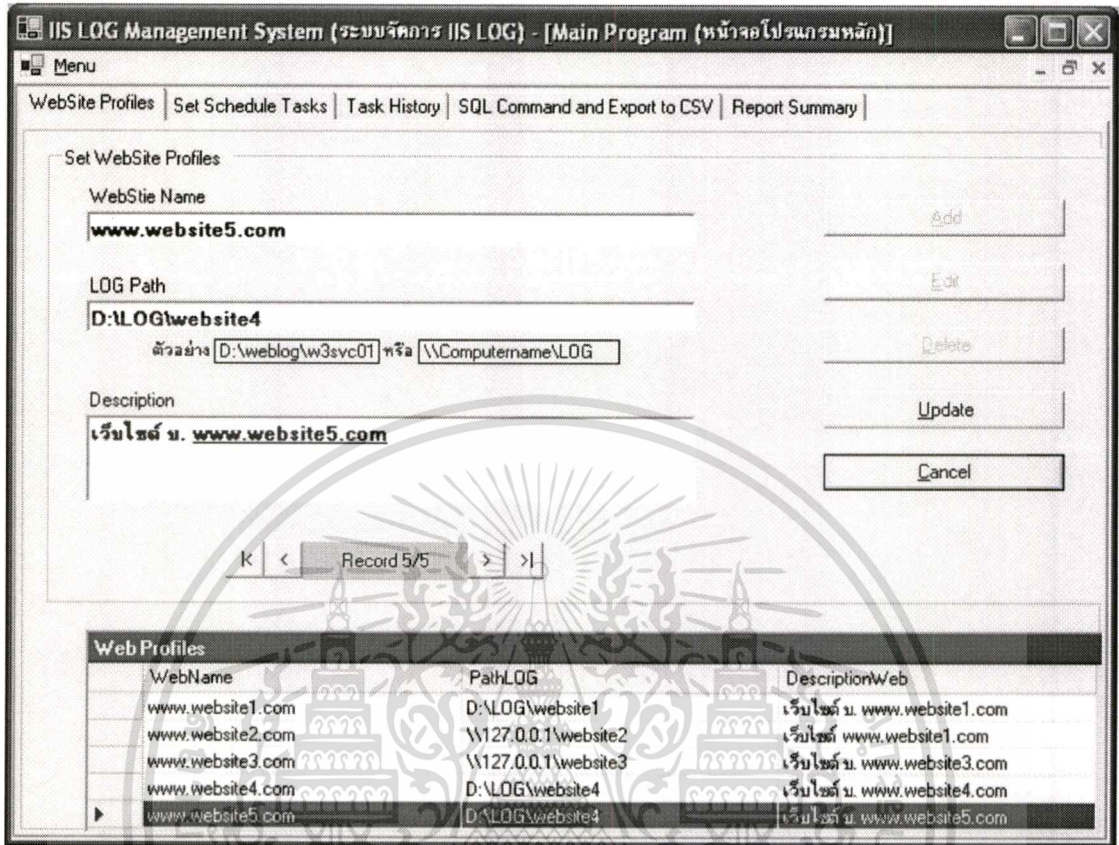 IIS LOG Management System (ระบบจัดการ IIS LOG) - [Main Program (หน้าจอโปรแกรมหลัก)]
Menu
WebSite Profiles Set Schedule Tasks Task History SQL Command and Export to CSV Report Summary
Set WebSite Profiles
WebStie Name
www.website5.com
Add
Edit
LOG Path
D:\LOG\website4
ตัวอย่าง D:\weblog\w3svc01 หรือ \\Computername\LOG
Delete
Description
Update
เว็บไซต์ บ. www.website5.com
Cancel
Record 5/5
Web Profiles
WebName PathLOG DescriptionWeb
www.website1.com D:\LOG\website1 เว็บไซต์ บ. www.website1.com
www.website2.com \\127.0.0.1\website2 เว็บไซต์ www.website1.com
www.website3.com \\127.0.0.1\website3 เว็บไซต์ บ. www.website3.com
www.website4.com D:\LOG\website4 เว็บไซต์ บ. www.website4.com
www.website5.com D:\LOG\website4 เว็บไซต์ บ. www.website5.com